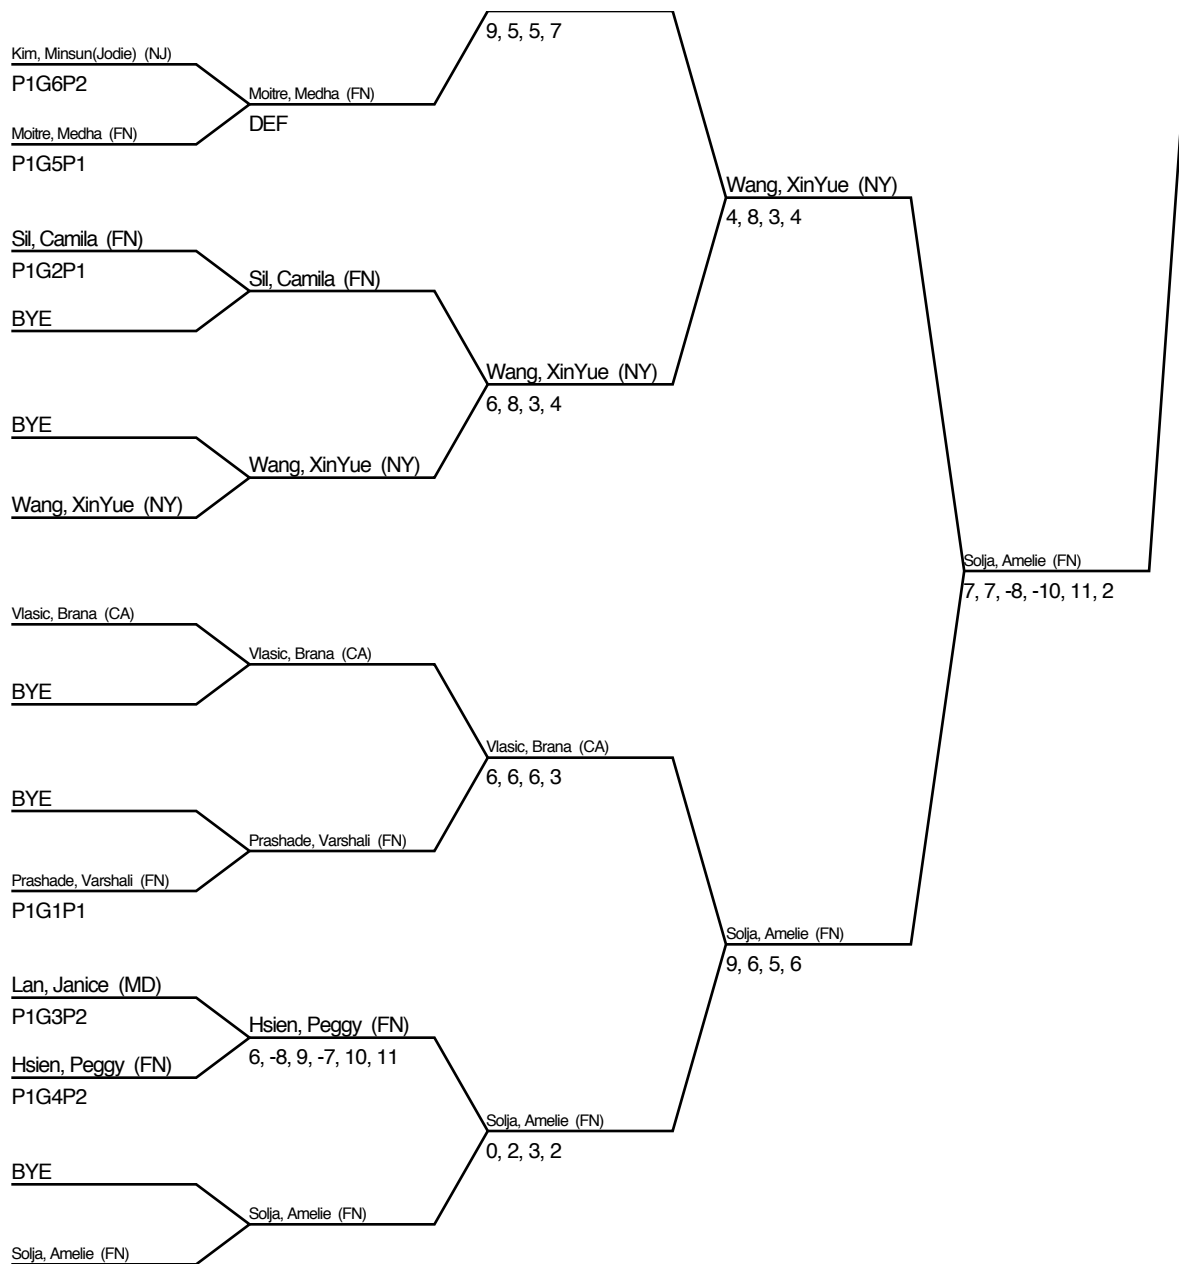 9, 5, 5, 7
Kim, Minsun(Jodie) (NJ)
P1G6P2
Moitre, Medha (FN)
DEF
Moitre, Medha (FN)
P1G5P1
Wang, XinYue (NY)
4, 8, 3, 4
Sil, Camila (FN)
P1G2P1
Sil, Camila (FN)
BYE
Wang, XinYue (NY)
6, 8, 3, 4
BYE
Wang, XinYue (NY)
Wang, XinYue (NY)
Solja, Amelie (FN)
7, 7, -8, -10, 11, 2
Vlasic, Brana (CA)
Vlasic, Brana (CA)
BYE
Vlasic, Brana (CA)
6, 6, 6, 3
BYE
Prashade, Varshali (FN)
Prashade, Varshali (FN)
P1G1P1
Solja, Amelie (FN)
9, 6, 5, 6
Lan, Janice (MD)
P1G3P2
Hsien, Peggy (FN)
6, -8, 9, -7, 10, 11
Hsien, Peggy (FN)
P1G4P2
Solja, Amelie (FN)
0, 2, 3, 2
BYE
Solja, Amelie (FN)
Solja, Amelie (FN)